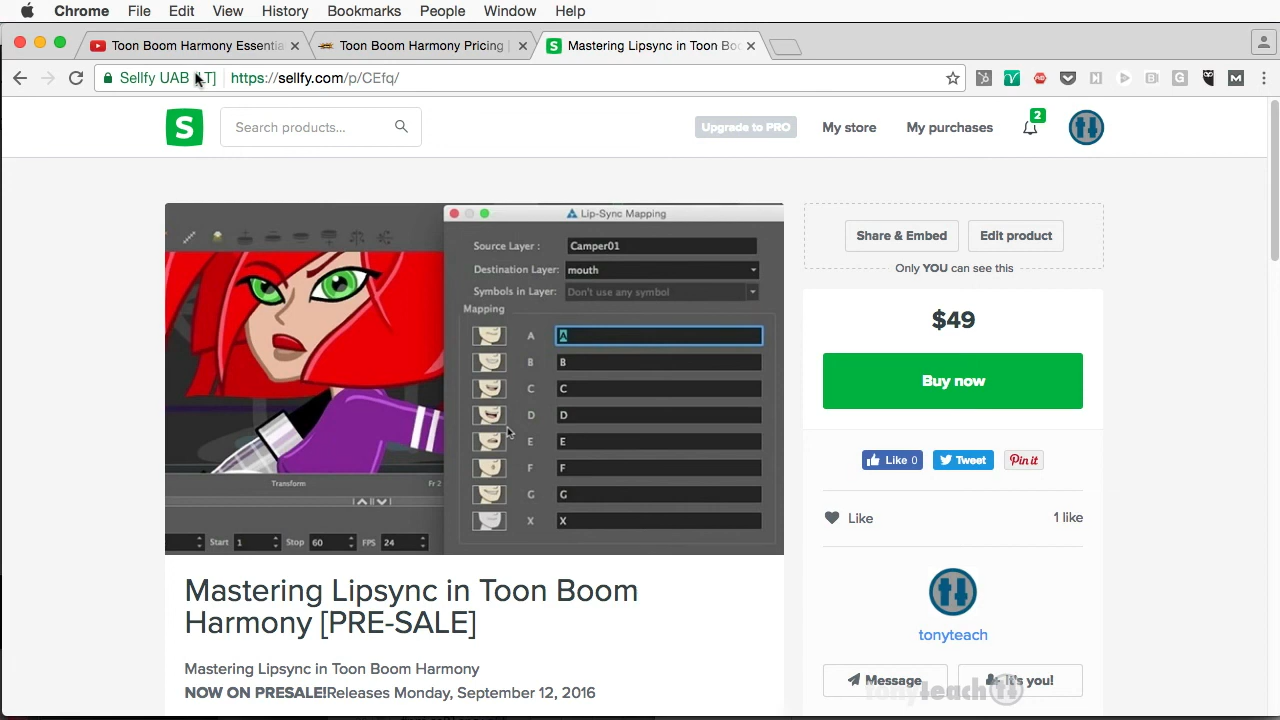 Chrome File Edit View History Bookmarks People Window Help
Toon Boom Harmony Essentia
Toon Boom Harmony Pricing |
Mastering Lipsync in Toon Bo
Sellfy UAB [LT] https://sellfy.com/p/CEfq/
S
Search products...
Upgrade to PRO
My store
My purchases
2
Lip-Sync Mapping
Source Layer : Camper01
Destination Layer: mouth
Symbols in Layer: Don't use any symbol
Mapping
A A
B B
C C
D D
E E
F F
G G
X X
Transform Fr 2
Start 1 Stop 60 FPS 24
Share & Embed
Edit product
Only YOU can see this
$49
Buy now
Like 0
Tweet
Pin it
Like 1 like
tonyteach
Message
It's you!
tonyteach
Mastering Lipsync in Toon Boom
Harmony [PRE-SALE]
Mastering Lipsync in Toon Boom Harmony
NOW ON PRESALE!Releases Monday, September 12, 2016